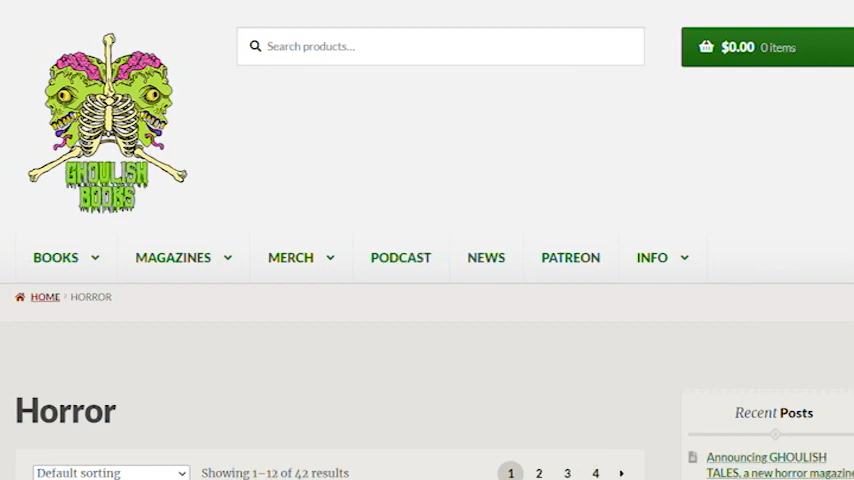 Search products...
$0.00 0 items
GHOULISH
BOOKS
BOOKS
MAGAZINES
MERCH
PODCAST
NEWS
PATREON
INFO
HOME › HORROR
Horror
Recent Posts
Default sorting
Showing 1–12 of 42 results
1 2 3 4
Announcing GHOULISH
TALES, a new horror magazine